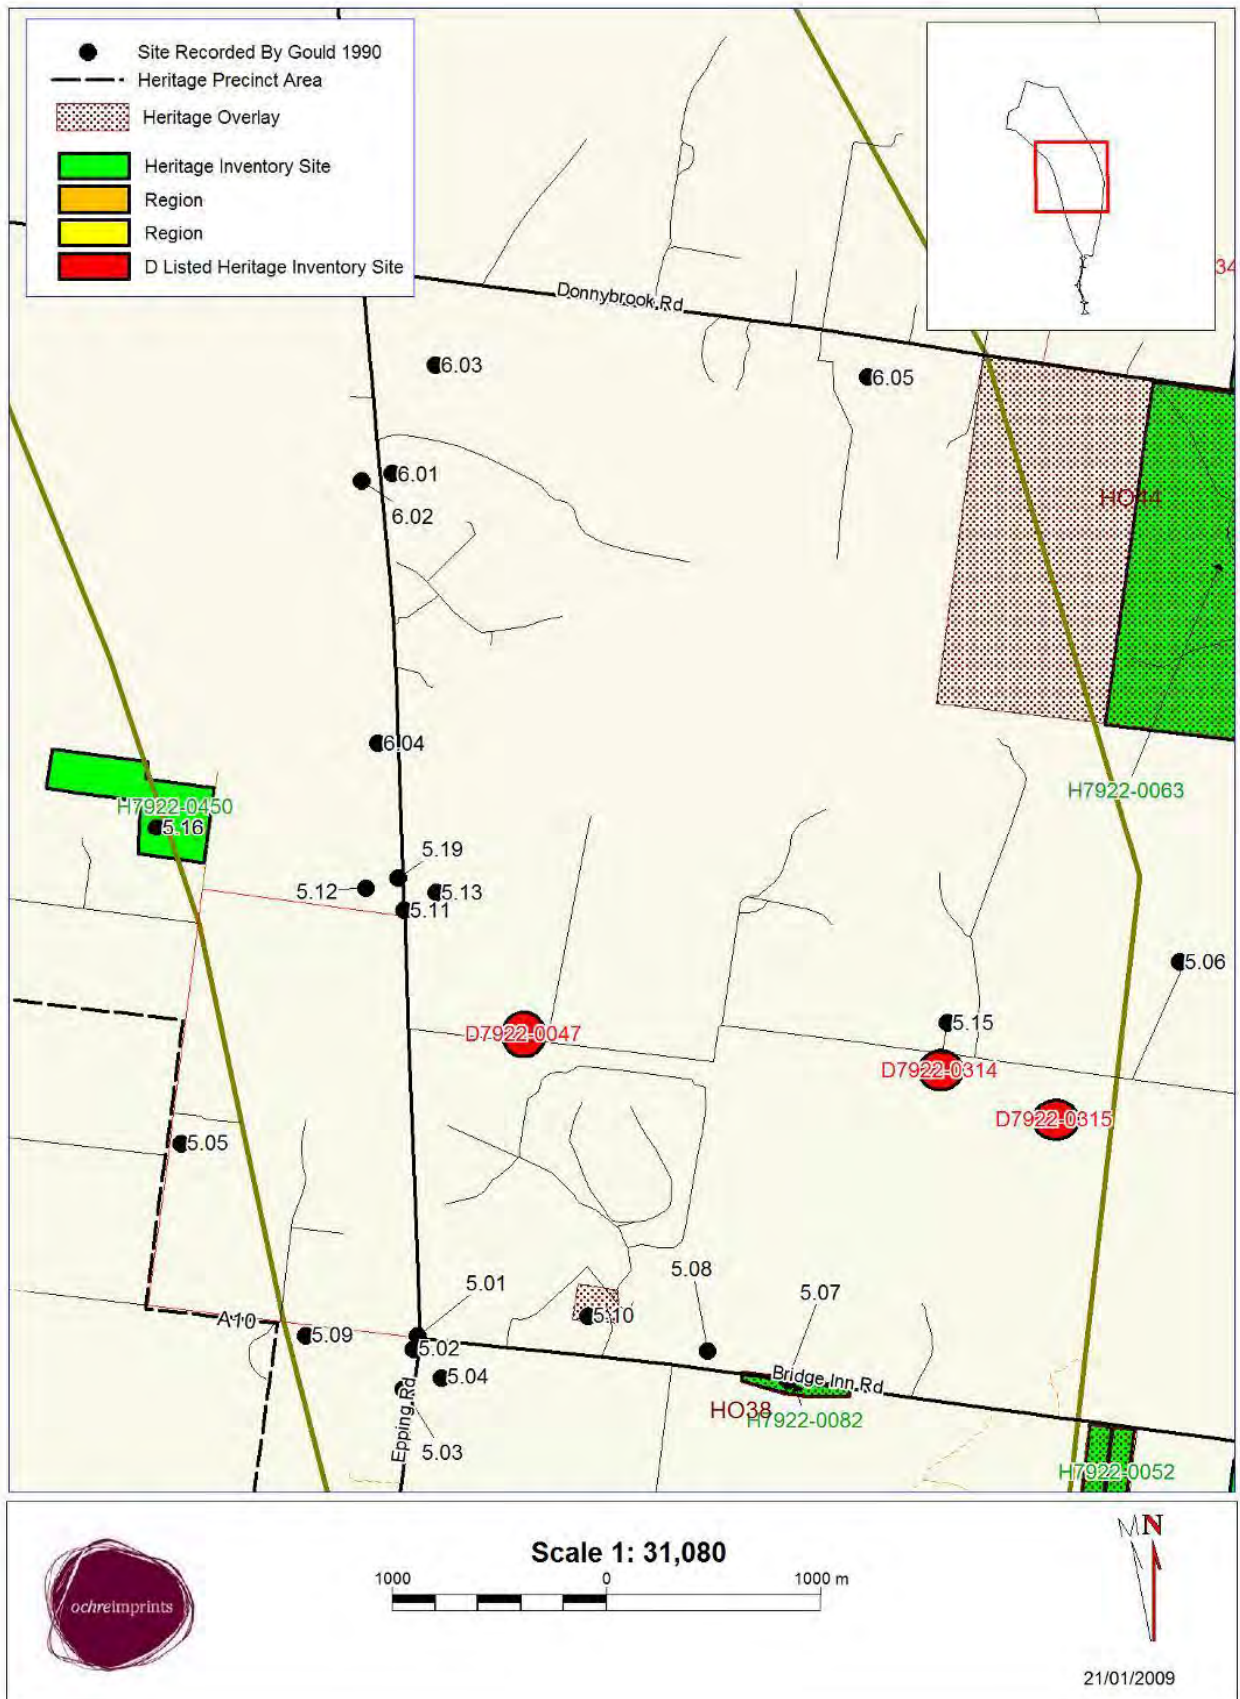 Site Recorded By Gould 1990
Heritage Precinct Area
Heritage Overlay
Heritage Inventory Site
Region
Region
D Listed Heritage Inventory Site
34
Donnybrook Rd
6.03
6.05
6.01
6.02
HO44
6.04
H7922-0063
H7922-0450
5.16
5.19
5.12
5.13
5.11
5.06
5.15
D7922-0047
D7922-0314
D7922-0315
5.05
5.01
5.08
5.07
5.10
A10
5.09
5.02
5.04
Bridge Inn Rd
Epping Rd
HO38
H7922-0082
5.03
H7922-0052
Scale 1: 31,080
1000 0 1000 m
ochreimprints
MN
21/01/2009